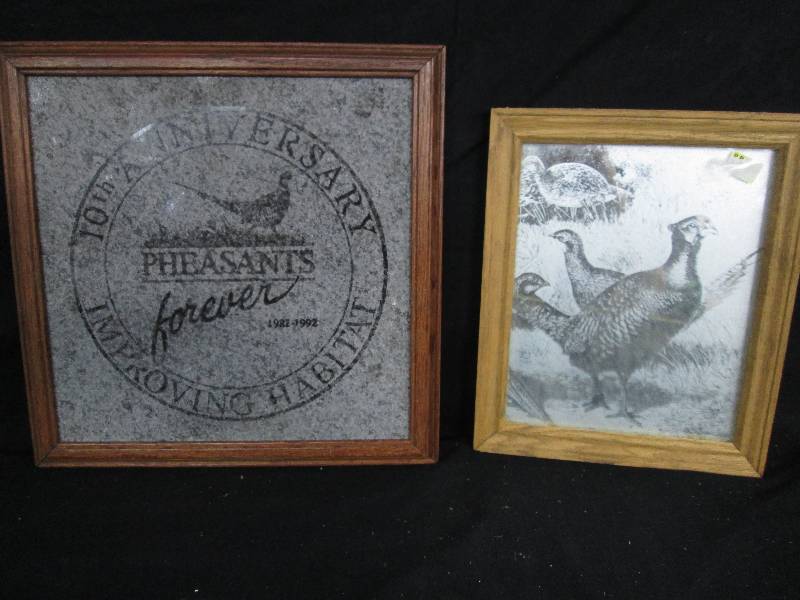 10th ANNIVERSARY
PHEASANTS
forever
1982-1992
IMPROVING HABITAT